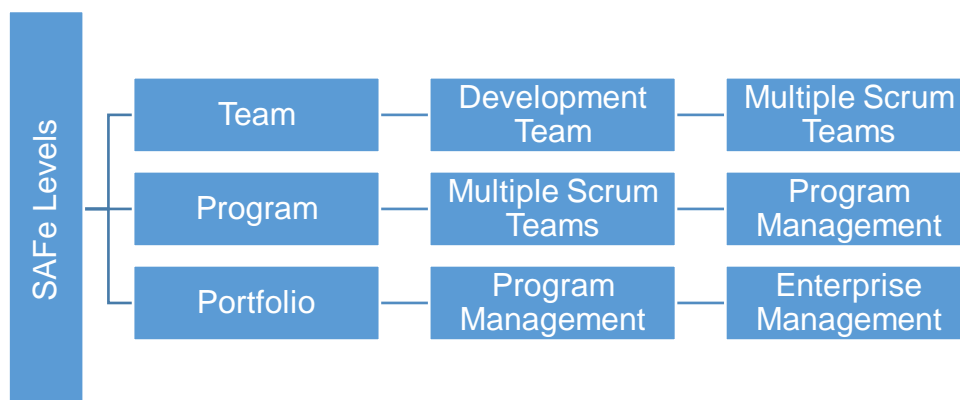 SAFe Levels
Team
Development
Team
Multiple Scrum
Teams
Program
Multiple Scrum
Teams
Program
Management
Portfolio
Program
Management
Enterprise
Management